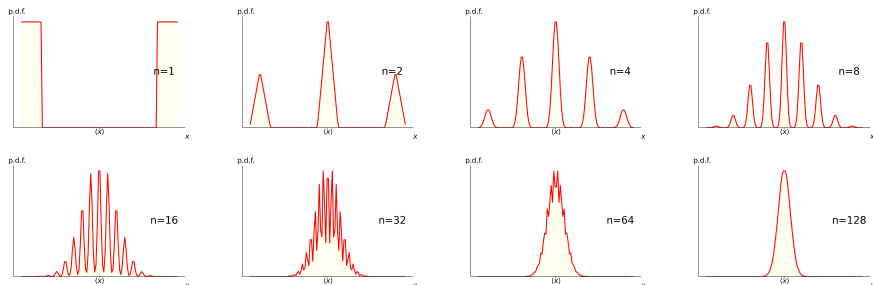 p.d.f.
n=1
⟨x⟩
x
p.d.f.
n=2
⟨x⟩
x
p.d.f.
n=4
⟨x⟩
x
p.d.f.
n=8
⟨x⟩
x
p.d.f.
n=16
⟨x⟩
x
p.d.f.
n=32
⟨x⟩
x
p.d.f.
n=64
⟨x⟩
x
p.d.f.
n=128
⟨x⟩
x